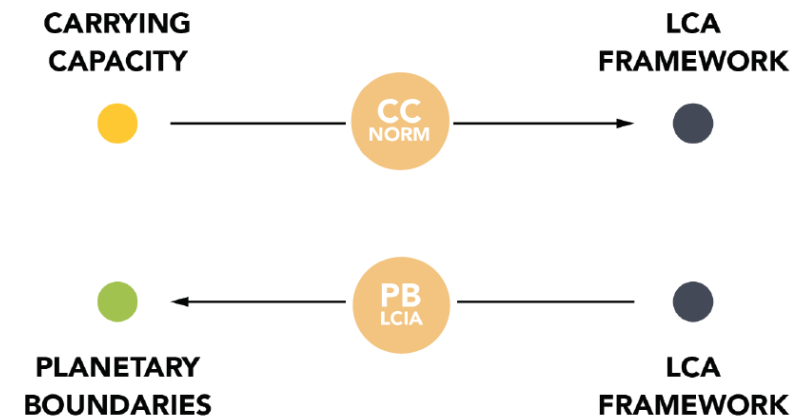 CARRYING
CAPACITY
LCA
FRAMEWORK
CC
NORM
PB
LCIA
PLANETARY
BOUNDARIES
LCA
FRAMEWORK